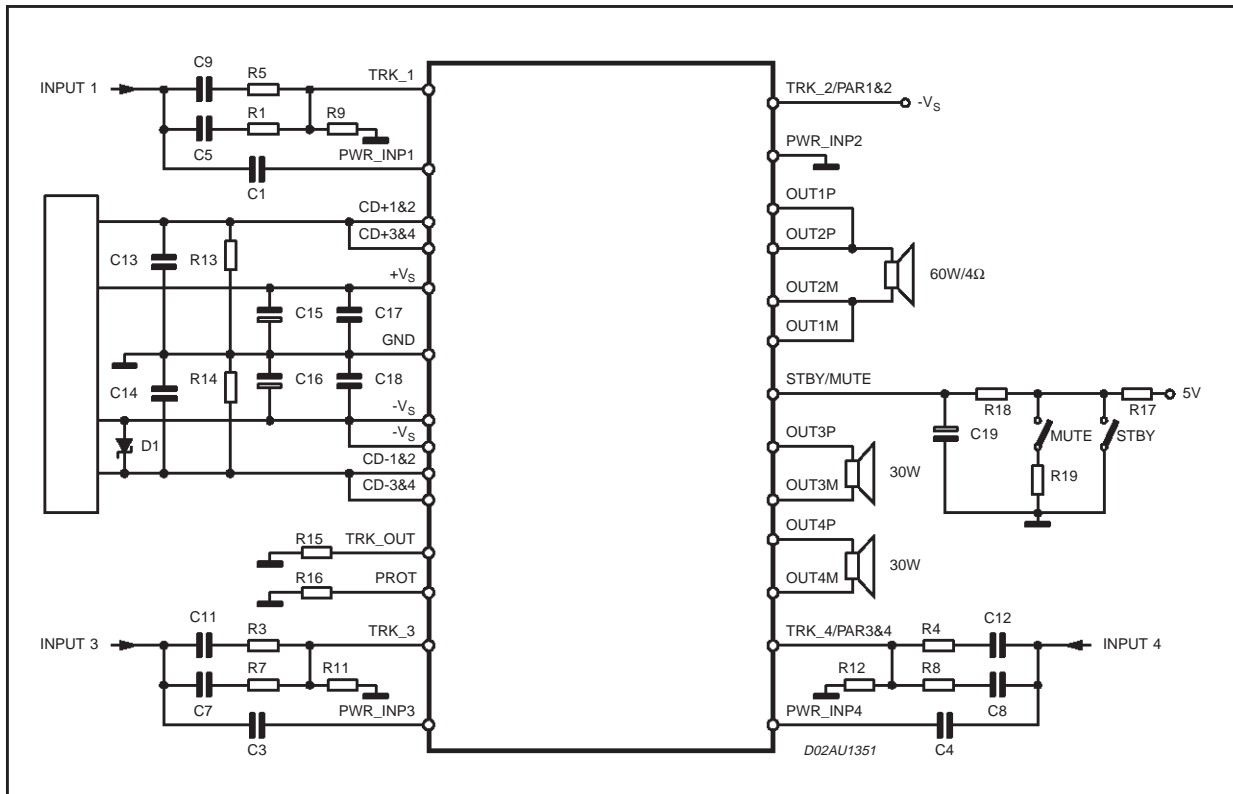 INPUT 1
C9
R5
TRK_1
R1
R9
C5
PWR_INP1
C1
CD+1&2
CD+3&4
C13
R13
+VS
C15
C17
GND
C14
R14
C16
C18
-VS
-VS
D1
CD-1&2
CD-3&4
R15
TRK_OUT
R16
PROT
INPUT 3
C11
R3
TRK_3
R7
R11
C7
PWR_INP3
C3
TRK_2/PAR1&2
-VS
PWR_INP2
OUT1P
OUT2P
60W/4Ω
OUT2M
OUT1M
STBY/MUTE
R18
R17
5V
C19
MUTE
STBY
R19
OUT3P
30W
OUT3M
OUT4P
30W
OUT4M
TRK_4/PAR3&4
R4
C12
INPUT 4
R12
R8
C8
PWR_INP4
C4
D02AU1351